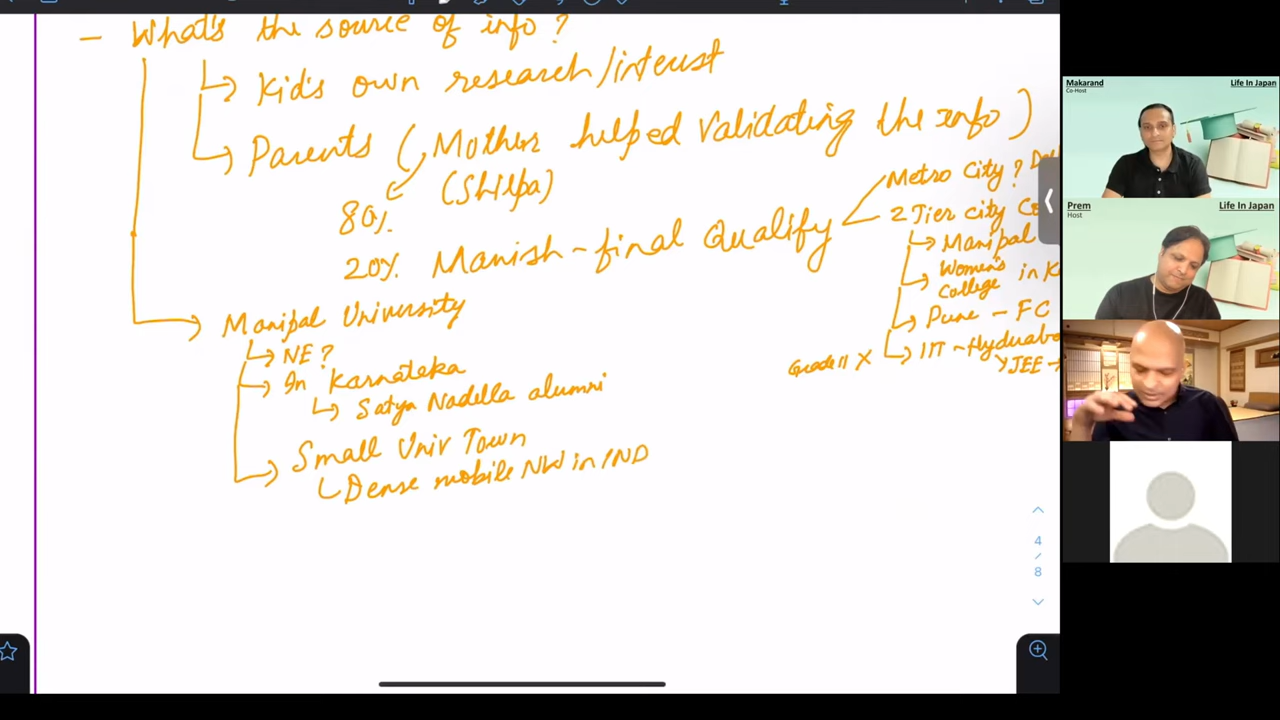 - What's the source of info?
Kid's own research/interest
Parents (Mother helped validating the info)
(Shilpa)
80%
20% Manish - final Qualify
Metro City?
2 Tier city
Manipal
Women's
College in
Pune - FC
IIT - Hyderaba
JEE
Grade 11 X
Manipal University
NE?
In Karnataka
Satya Nadella alumni
Small Univ Town
Dense mobile NW in IND
4
/
8
Makarand
Co-Host
Life In Japan
Prem
Host
Life In Japan